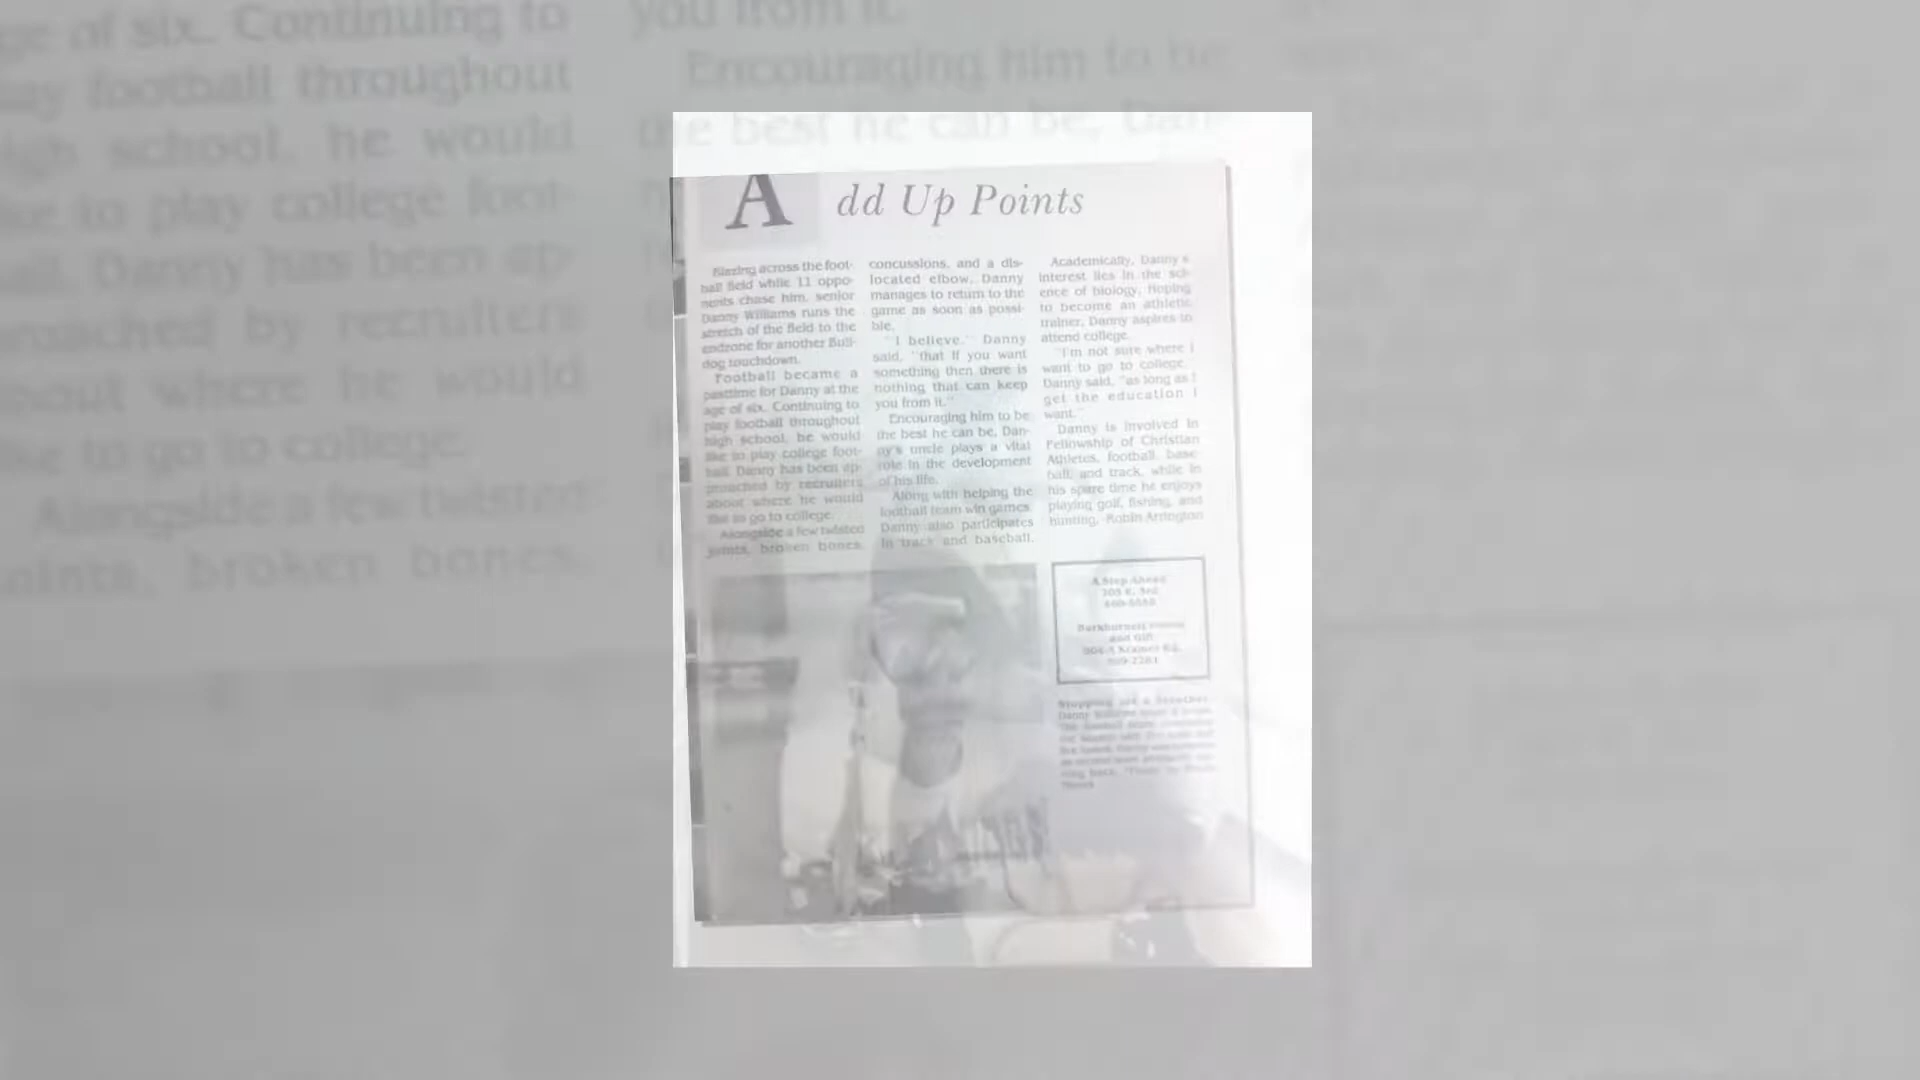 A dd Up Points
Blazing across the foot-
ball field while 11 oppo-
nents chase him, senior
Danny Williams runs the
stretch of the field to the
endzone for another Bull-
dog touchdown.
Football became a
pasttime for Danny at the
age of six. Continuing to
play football throughout
high school, he would
like to play college foot-
ball. Danny has been ap-
proached by recruiters
about where he would
like to go to college.
Alongside a few twisted
joints, broken bones,
concussions, and a dis-
located elbow, Danny
manages to return to the
game as soon as possi-
ble.
"I believe," Danny
said, "that if you want
something then there is
nothing that can keep
you from it."
Encouraging him to be
the best he can be, Dan-
ny's uncle plays a vital
role in the development
of his life.
Along with helping the
football team win games
Danny also participates
in track and baseball.
Academically, Danny's
interest lies in the sci-
ence of biology. Hoping
to become an athletic
trainer, Danny aspires to
attend college.
"I'm not sure where I
want to go to college,"
Danny said, "as long as I
get the education I
want."
Danny is involved in
Fellowship of Christian
Athletes, football, base-
ball, and track, while in
his spare time he enjoys
playing golf, fishing, and
hunting. -Robin Arrington
A Step Ahead
Burkburnett
and Gift